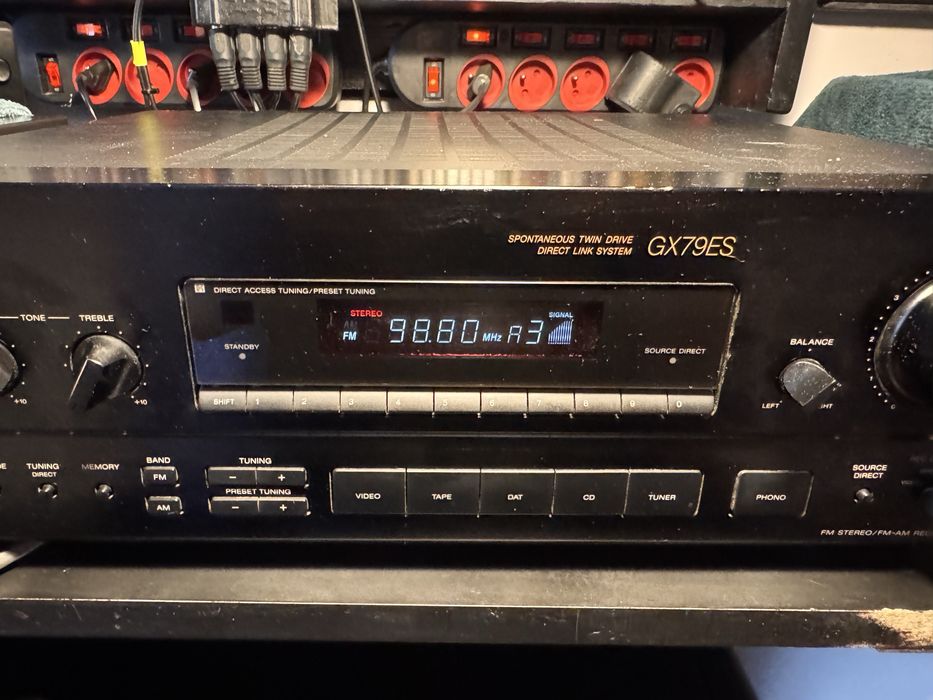 SPONTANEOUS TWIN DRIVE
DIRECT LINK SYSTEM
GX79ES
DIRECT ACCESS TUNING/PRESET TUNING
TONE
TREBLE
+10
+10
STANDBY
STEREO
FM
98.80 MHz A3
SIGNAL
SOURCE DIRECT
BALANCE
LEFT
SHIFT 1 2 3 4 5 6 7 8 9 0
TUNING
DIRECT
MEMORY
BAND
FM
AM
TUNING
- +
PRESET TUNING
- +
VIDEO
TAPE
DAT
CD
TUNER
PHONO
SOURCE
DIRECT
FM STEREO/FM-AM